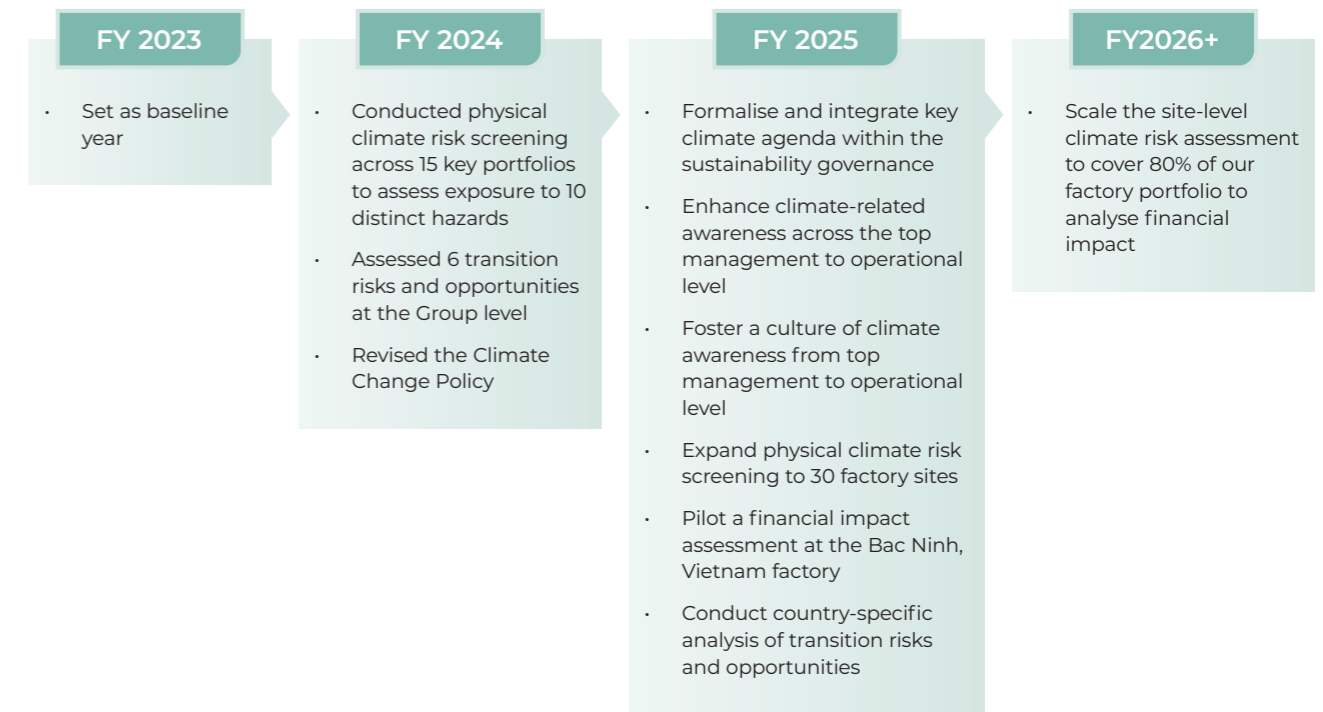 FY 2023
• Set as baseline
year
FY 2024
• Conducted physical
climate risk screening
across 15 key portfolios
to assess exposure to 10
distinct hazards
• Assessed 6 transition
risks and opportunities
at the Group level
• Revised the Climate
Change Policy
FY 2025
• Formalise and integrate key
climate agenda within the
sustainability governance
• Enhance climate-related
awareness across the top
management to operational
level
• Foster a culture of climate
awareness from top
management to operational
level
• Expand physical climate risk
screening to 30 factory sites
• Pilot a financial impact
assessment at the Bac Ninh,
Vietnam factory
• Conduct country-specific
analysis of transition risks
and opportunities
FY2026+
• Scale the site-level
climate risk assessment
to cover 80% of our
factory portfolio to
analyse financial
impact